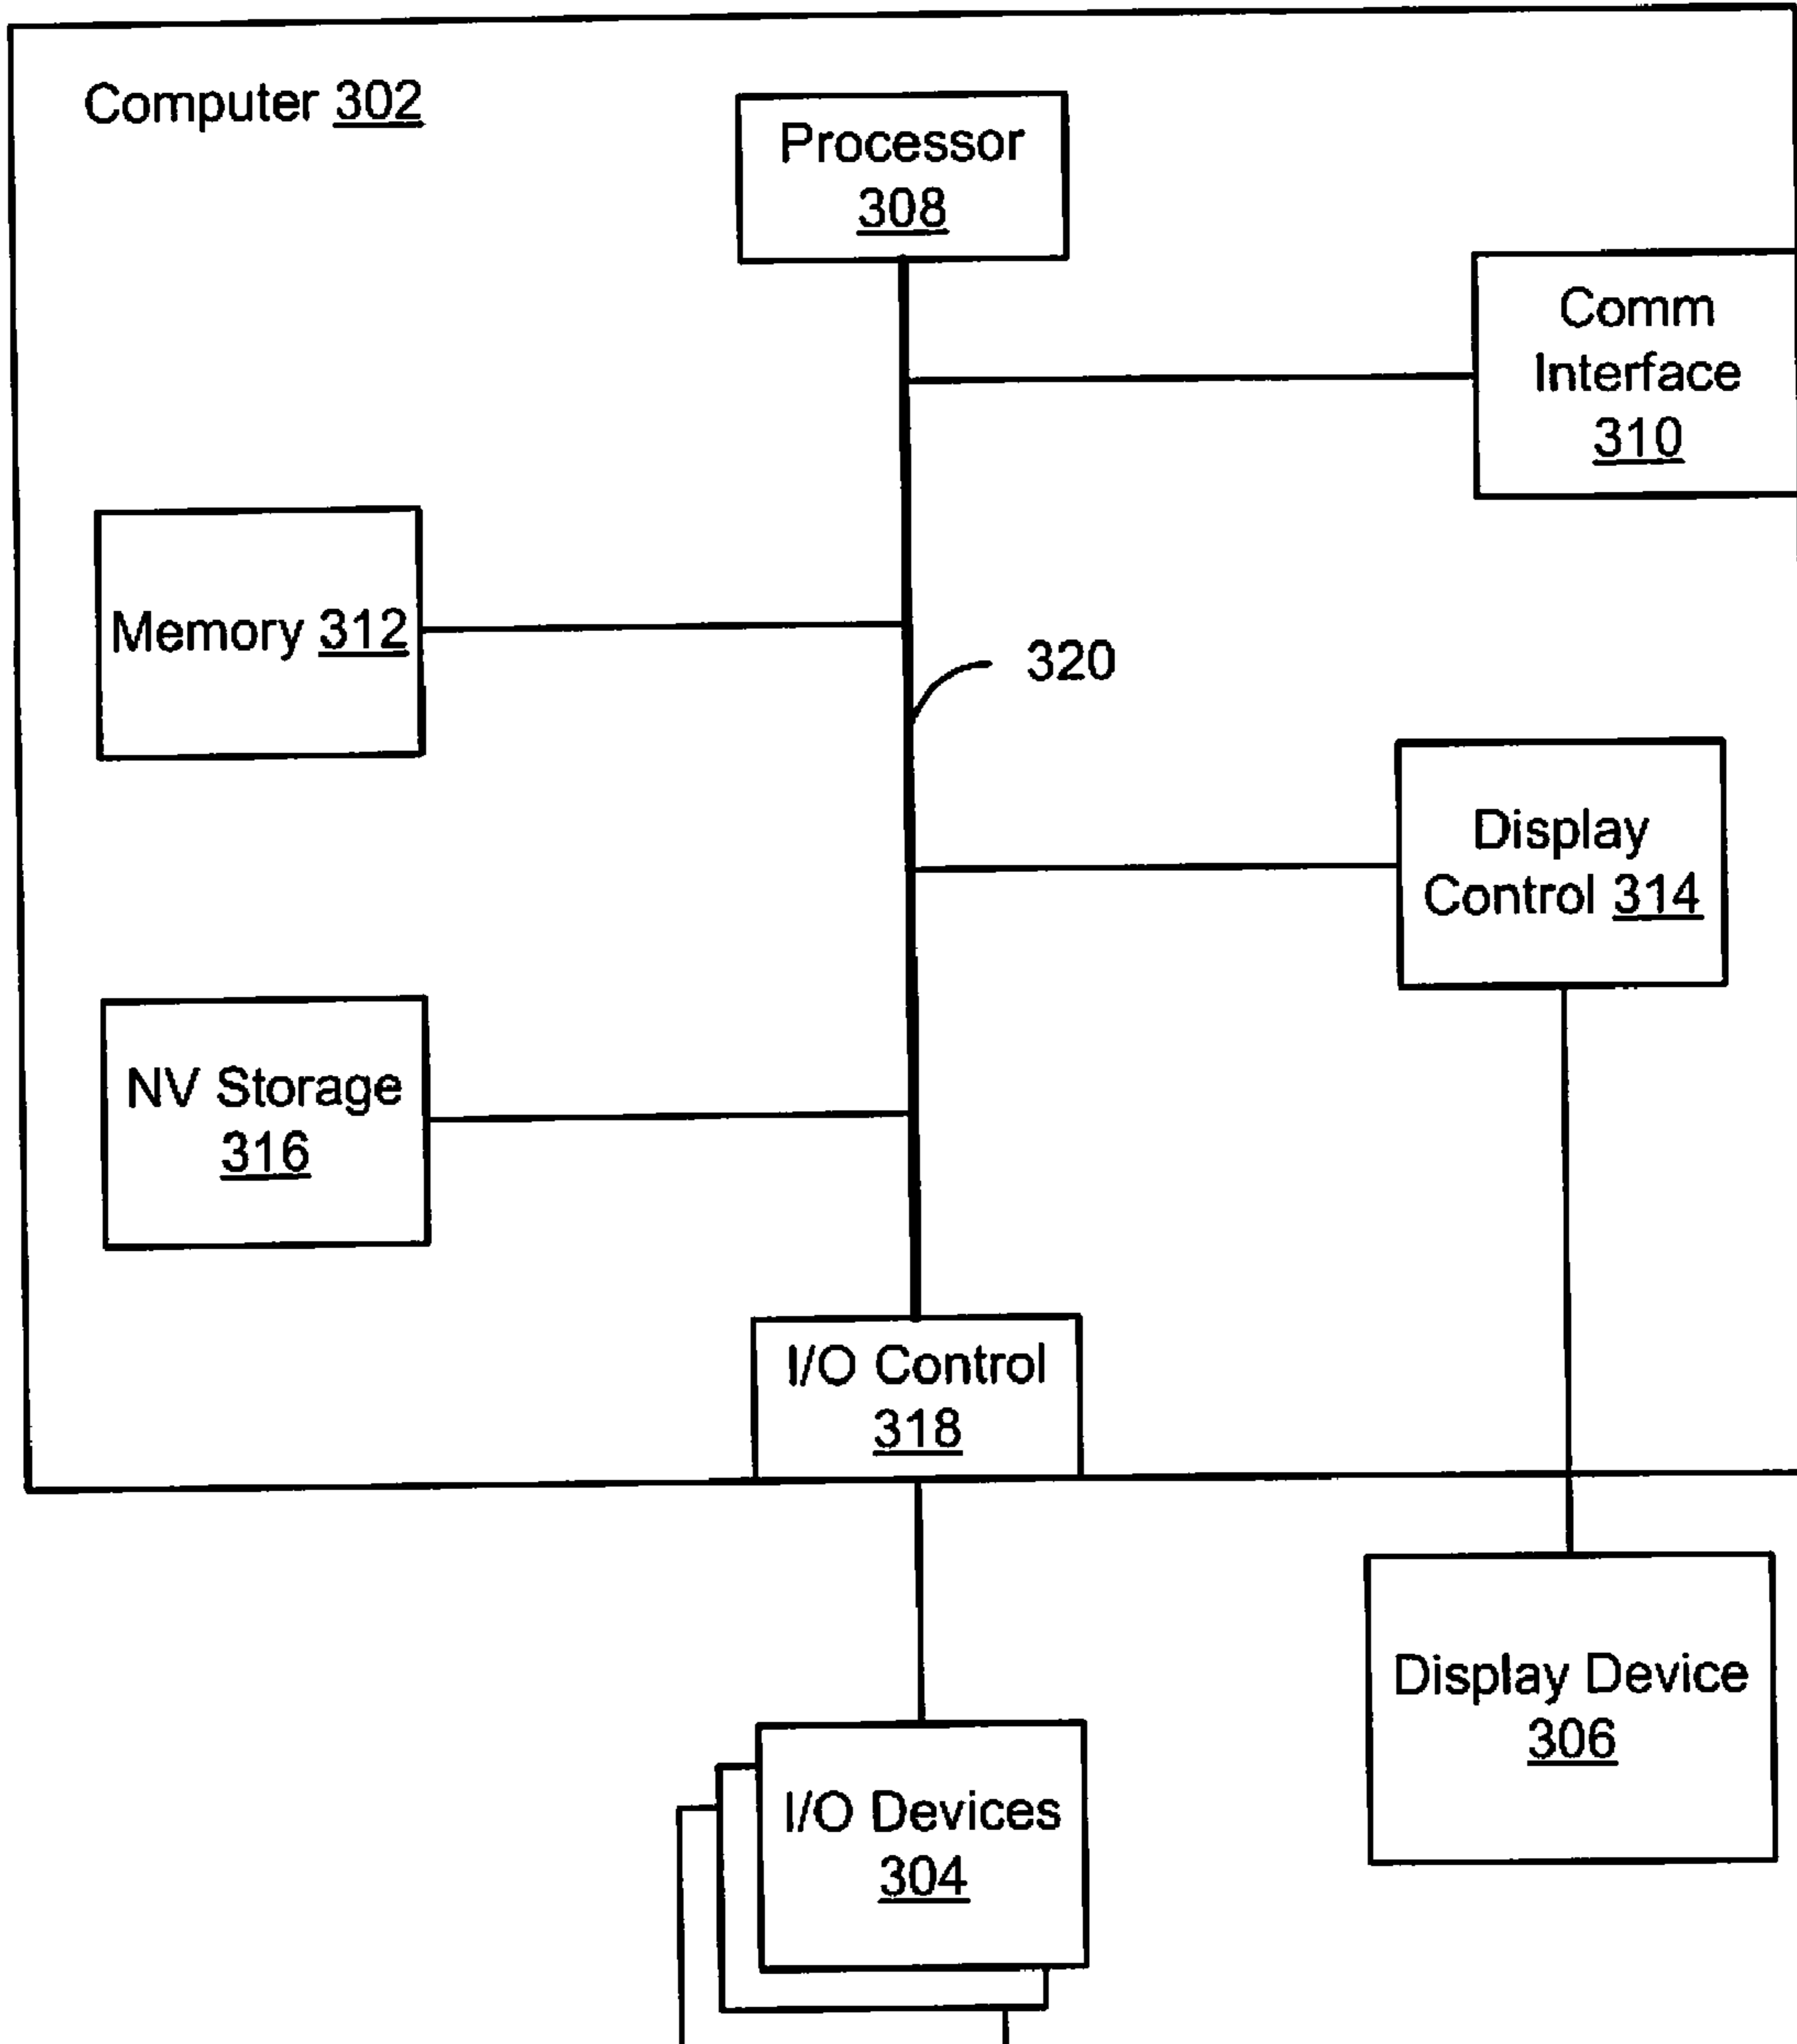 Computer 302
Processor
308
Comm
Interface
310
Memory 312
320
Display
Control 314
NV Storage
316
I/O Control
318
Display Device
306
I/O Devices
304